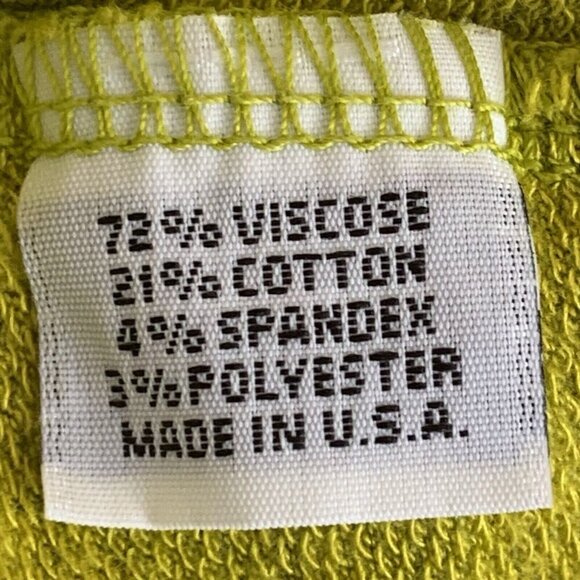 72% VISCOSE
21% COTTON
4% SPANDEX
3% POLYESTER
MADE IN U.S.A.